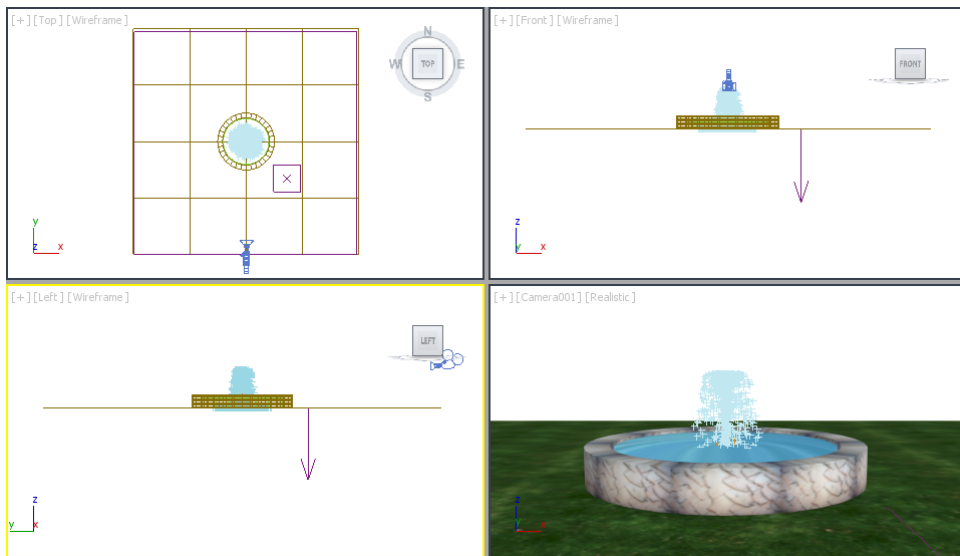 [+] [Top] [Wireframe]
N
W TOP E
S
y
z x
[+] [Front] [Wireframe]
FRONT
z
y x
[+] [Left] [Wireframe]
LEFT
z
y x
[+] [Camera001] [Realistic]
z